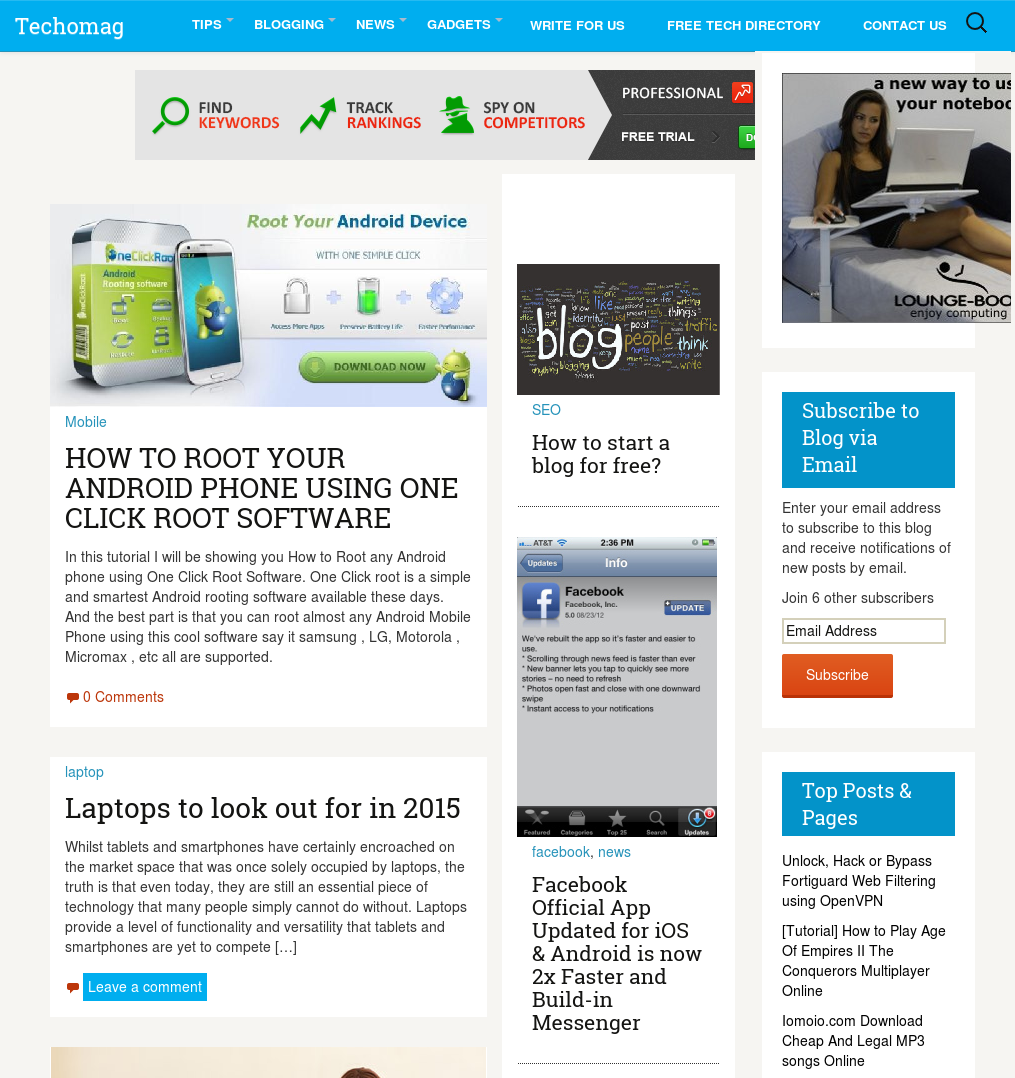 Techomag
TIPS BLOGGING NEWS GADGETS WRITE FOR US FREE TECH DIRECTORY CONTACT US
FIND
KEYWORDS
TRACK
RANKINGS
SPY ON
COMPETITORS
PROFESSIONAL
FREE TRIAL
Root Your Android Device
WITH ONE SIMPLE CLICK
OneClickRoot
Android
Rooting software
Access More Apps Preserve Battery Life Faster Performance
DOWNLOAD NOW
Mobile
HOW TO ROOT YOUR
ANDROID PHONE USING ONE
CLICK ROOT SOFTWARE
In this tutorial I will be showing you How to Root any Android
phone using One Click Root Software. One Click root is a simple
and smartest Android rooting software available these days.
And the best part is that you can root almost any Android Mobile
Phone using this cool software say it samsung , LG, Motorola ,
Micromax , etc all are supported.
0 Comments
laptop
Laptops to look out for in 2015
Whilst tablets and smartphones have certainly encroached on
the market space that was once solely occupied by laptops, the
truth is that even today, they are still an essential piece of
technology that many people simply cannot do without. Laptops
provide a level of functionality and versatility that tablets and
smartphones are yet to compete […]
Leave a comment
blog
people
like
think
traffic
things
post
write
SEO
How to start a
blog for free?
AT&T 2:36 PM
Updates Info
Facebook
Facebook, Inc.
5.0 08/23/12
UPDATE
We've rebuilt the app so it's faster and easier to
use.
* Scrolling through news feed is faster than ever
* New banner lets you tap to quickly see more
stories – no need to refresh
* Photos open fast and close with one downward
swipe
* Instant access to your notifications
Featured Categories Top 25 Search Updates
facebook, news
Facebook
Official App
Updated for iOS
& Android is now
2x Faster and
Build-in
Messenger
a new way to us
your noteboo
LOUNGE-BOO
enjoy computing
Subscribe to
Blog via
Email
Enter your email address
to subscribe to this blog
and receive notifications of
new posts by email.
Join 6 other subscribers
Email Address
Subscribe
Top Posts &
Pages
Unlock, Hack or Bypass
Fortiguard Web Filtering
using OpenVPN
[Tutorial] How to Play Age
Of Empires II The
Conquerors Multiplayer
Online
Iomoio.com Download
Cheap And Legal MP3
songs Online